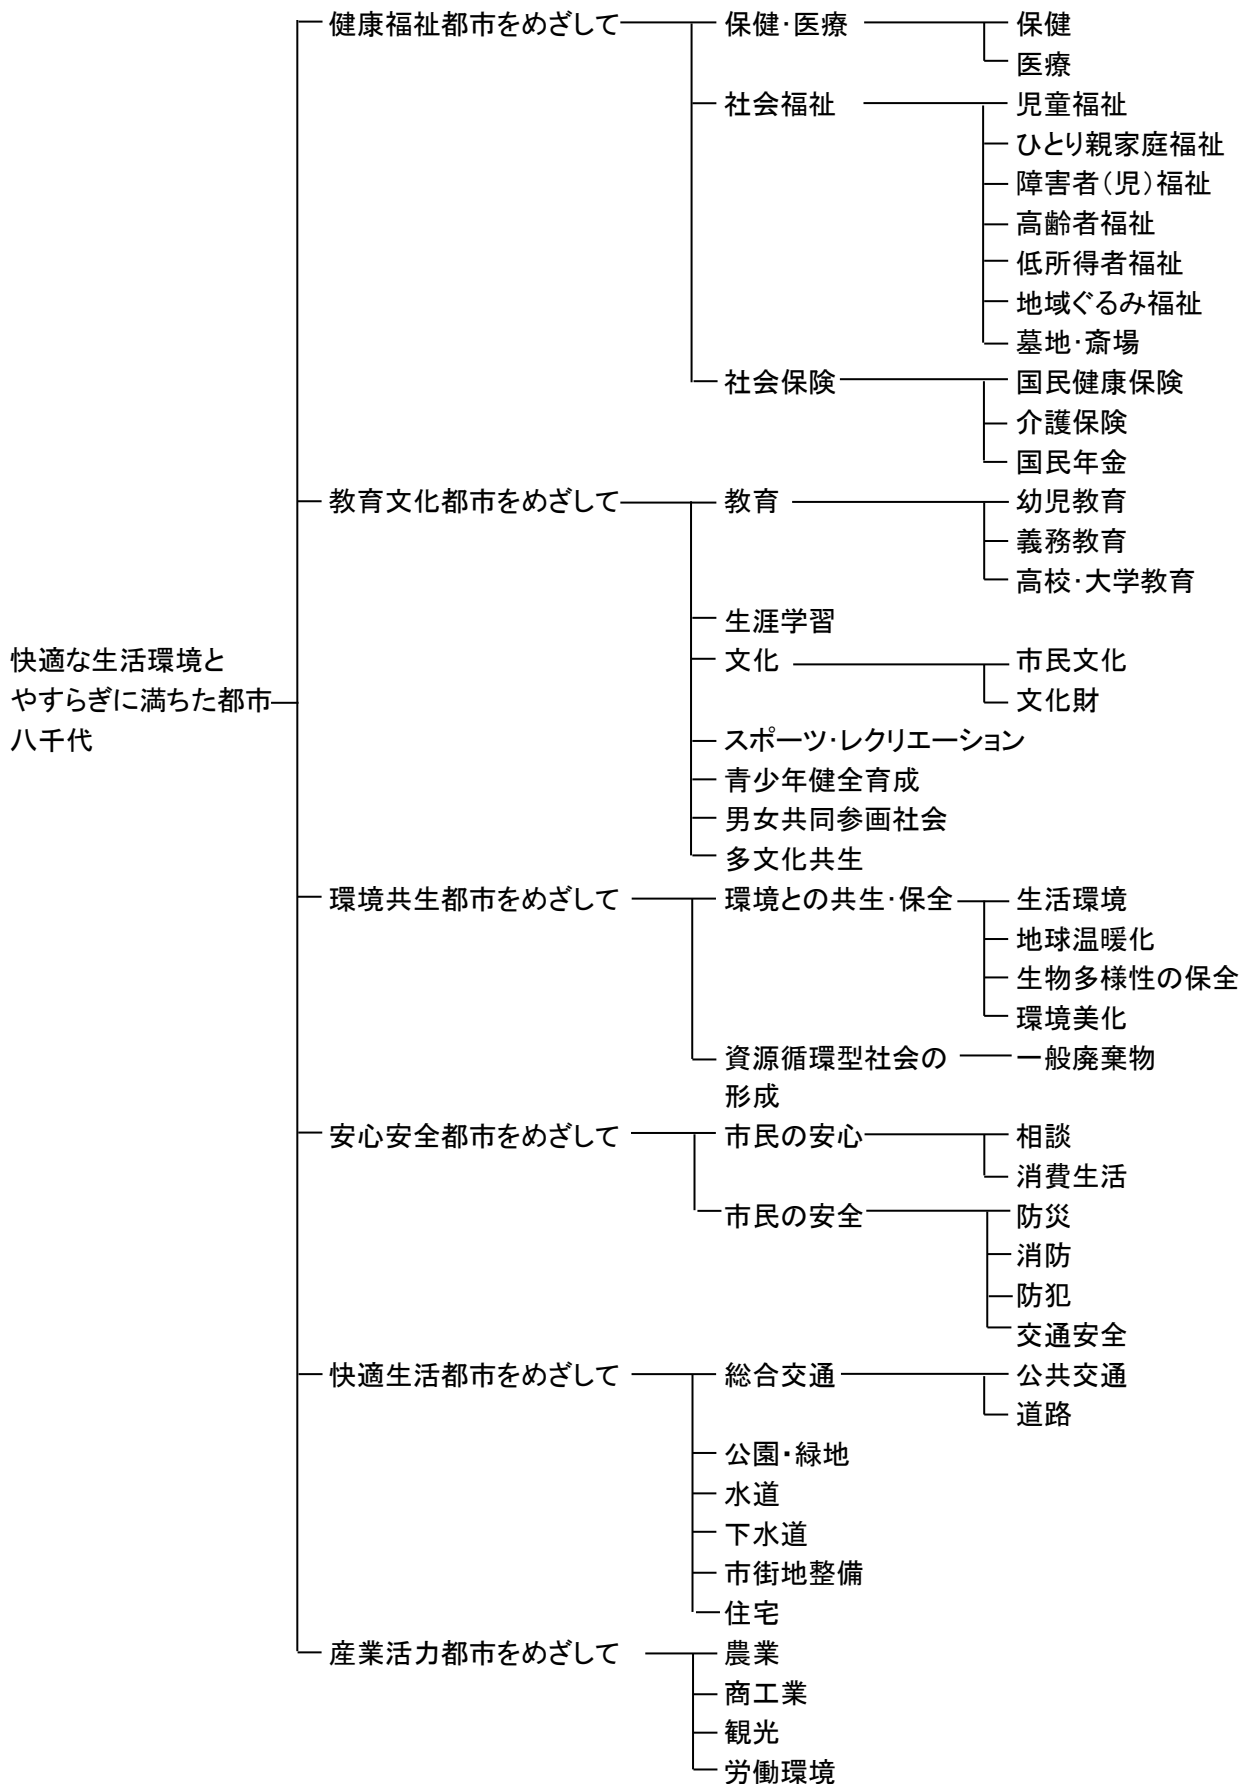 快適な生活環境と
やすらぎに満ちた都市
八千代
健康福祉都市をめざして
保健・医療
保健
医療
社会福祉
児童福祉
ひとり親家庭福祉
障害者(児)福祉
高齢者福祉
低所得者福祉
地域ぐるみ福祉
墓地・斎場
社会保険
国民健康保険
介護保険
国民年金
教育文化都市をめざして
教育
幼児教育
義務教育
高校・大学教育
生涯学習
文化
市民文化
文化財
スポーツ・レクリエーション
青少年健全育成
男女共同参画社会
多文化共生
環境共生都市をめざして
環境との共生・保全
生活環境
地球温暖化
生物多様性の保全
環境美化
資源循環型社会の
形成
一般廃棄物
安心安全都市をめざして
市民の安心
相談
消費生活
市民の安全
防災
消防
防犯
交通安全
快適生活都市をめざして
総合交通
公共交通
道路
公園・緑地
水道
下水道
市街地整備
住宅
産業活力都市をめざして
農業
商工業
観光
労働環境